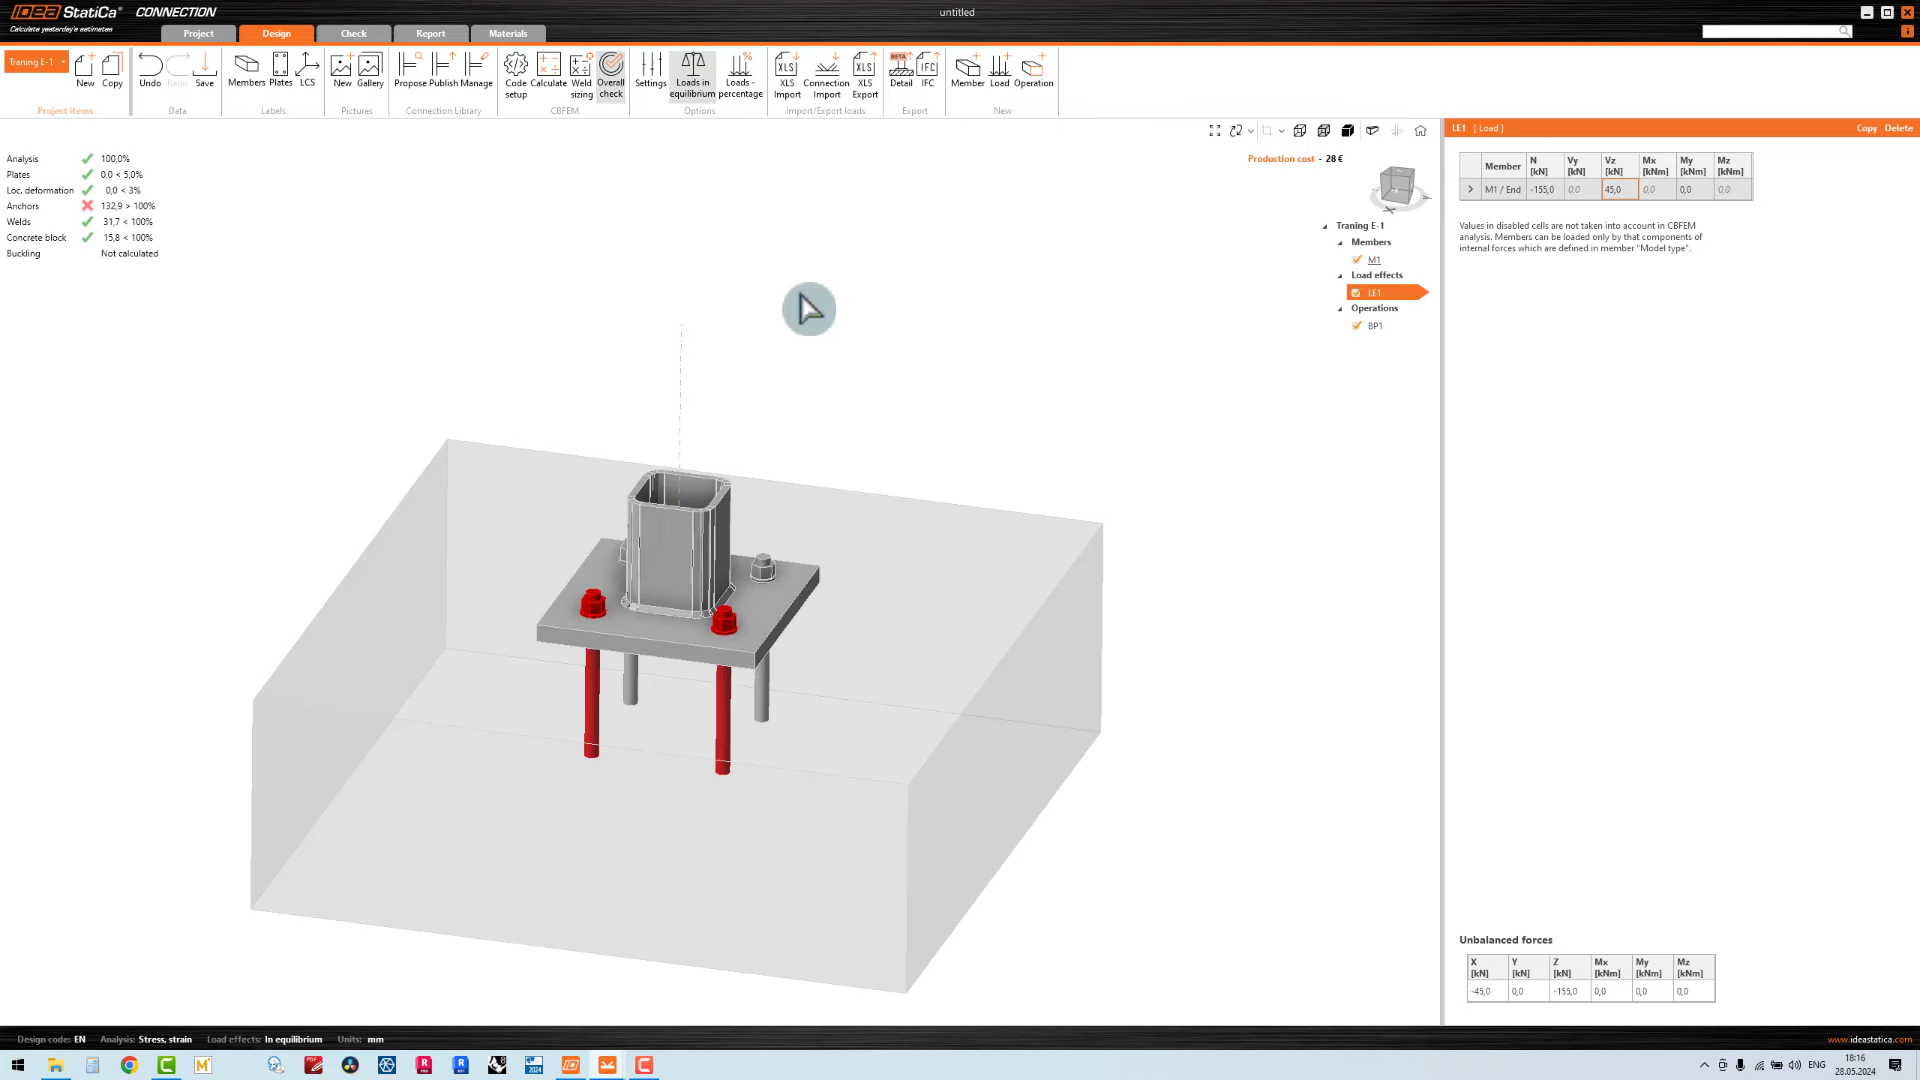 IDEA StatiCa® CONNECTION
Calculate yesterday's estimates
untitled
Project Design Check Report Materials
Traning E-1
New Copy Undo Redo Save Members Plates LCS New Gallery Propose Publish Manage Code setup Calculate Weld sizing Overall check Settings Loads in equilibrium Loads - percentage XLS Import Connection Import XLS Export BETA Detail IFC Member Load Operation
Project items Data Labels Pictures Connection Library CBFEM Options Import/Export loads Export New
Analysis 100,0%
Plates 0,0 < 5,0%
Loc. deformation 0,0 < 3%
Anchors 132,9 > 100%
Welds 31,7 < 100%
Concrete block 15,8 < 100%
Buckling Not calculated
Production cost - 28 €
Traning E-1
Members
M1
Load effects
LE1
Operations
BP1
LE1 [ Load ] Copy Delete
Member N [kN] Vy [kN] Vz [kN] Mx [kNm] My [kNm] Mz [kNm]
> M1 / End -155,0 0,0 45,0 0,0 0,0 0,0
Values in disabled cells are not taken into account in CBFEM
analysis. Members can be loaded only by that components of
internal forces which are defined in member "Model type".
Unbalanced forces
X [kN] Y [kN] Z [kN] Mx [kNm] My [kNm] Mz [kNm]
-45,0 0,0 -155,0 0,0 0,0 0,0
Design code: EN Analysis: Stress, strain Load effects: In equilibrium Units: mm
www.ideastatica.com
ENG
18:16
28.05.2024